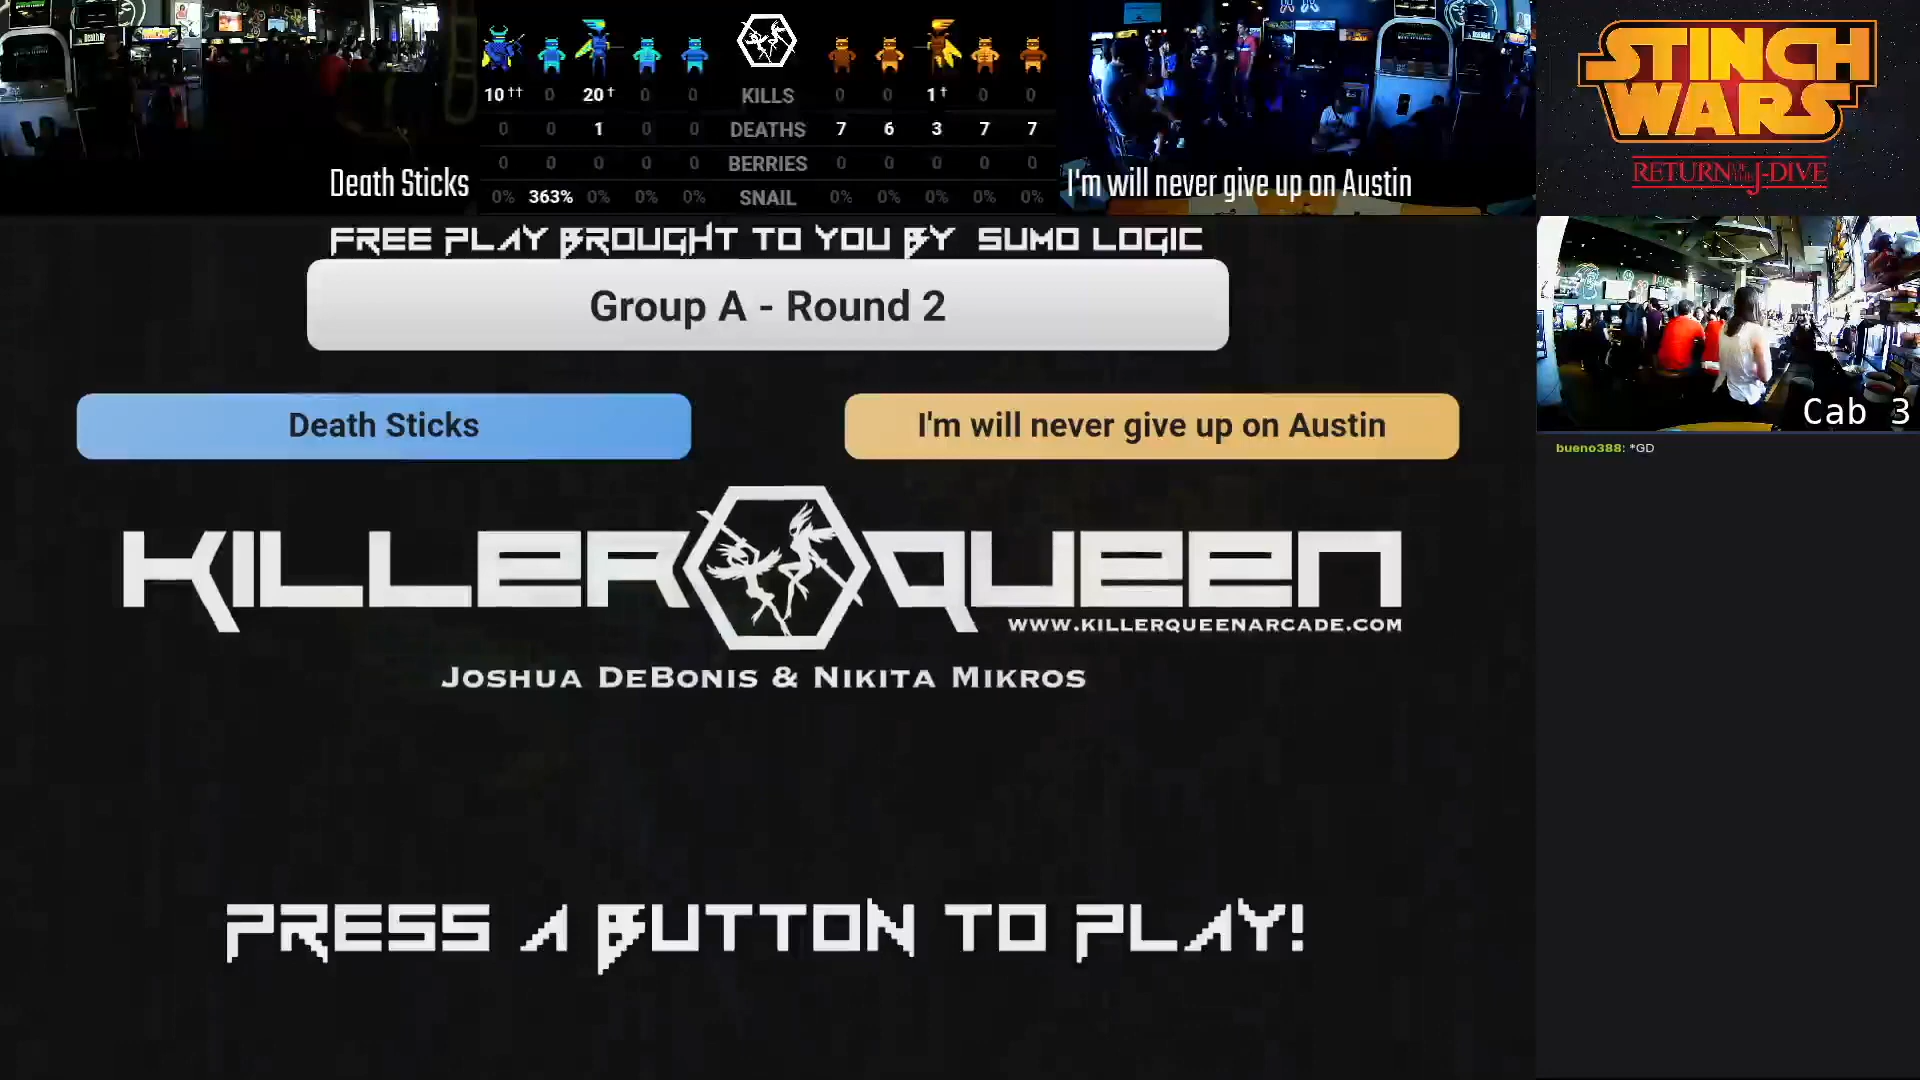 10†† 0 20† 0 0 KILLS 0 0 1† 0 0
0 0 1 0 0 DEATHS 7 6 3 7 7
0 0 0 0 0 BERRIES 0 0 0 0 0
0% 363% 0% 0% 0% SNAIL 0% 0% 0% 0% 0%
Death Sticks
I'm will never give up on Austin
STINCH
WARS
RETURN OF THE J-DIVE
FREE PLAY BROUGHT TO YOU BY SUMO LOGIC
Group A - Round 2
Death Sticks
I'm will never give up on Austin
Cab 3
bueno388: *GD
KILLER QUEEN
WWW.KILLERQUEENARCADE.COM
JOSHUA DEBONIS & NIKITA MIKROS
PRESS A BUTTON TO PLAY!